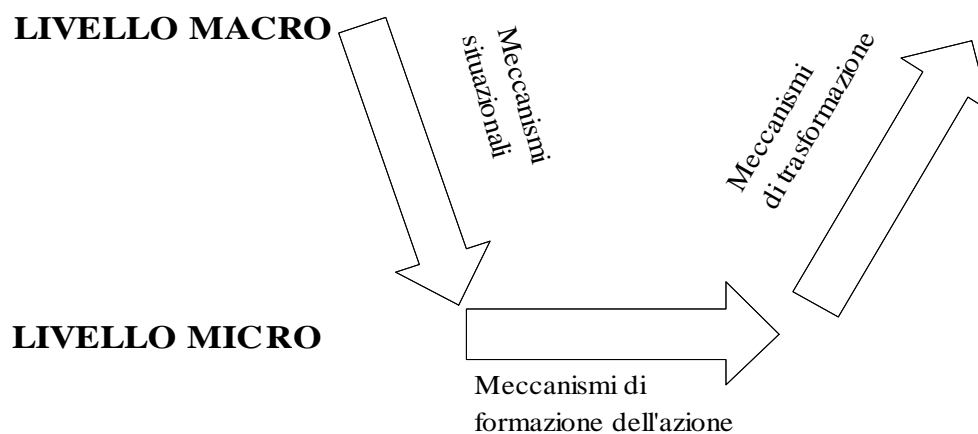 LIVELLO MACRO
Meccanismi
situazionali
Meccanismi
di trasformazione
LIVELLO MICRO
Meccanismi di
formazione dell'azione